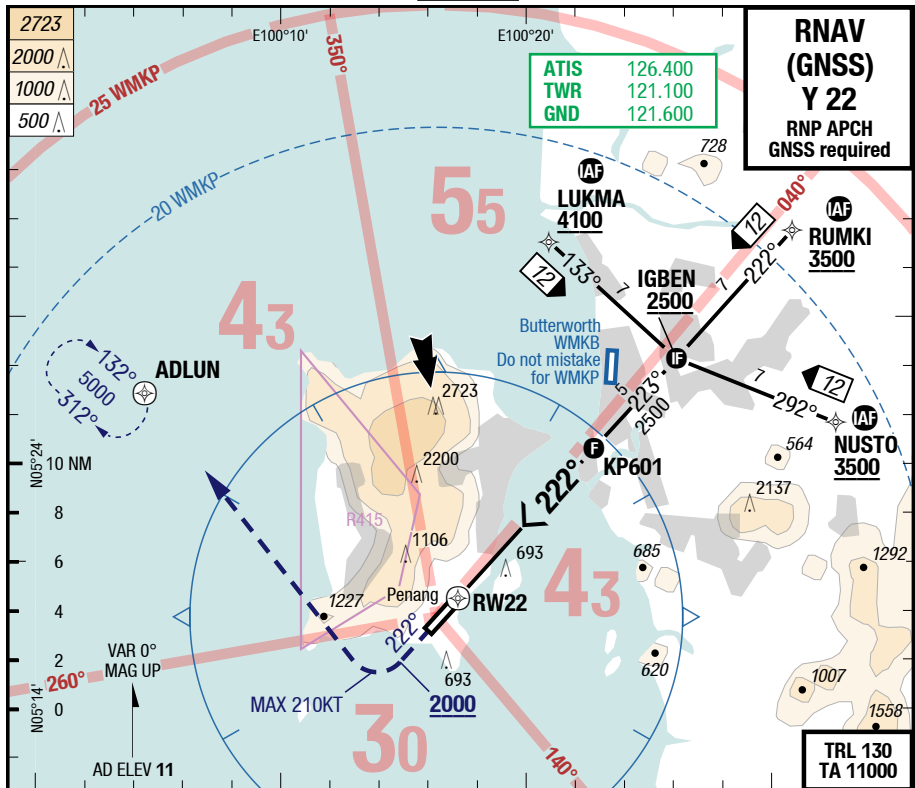 2723
2000
1000
500
E100°10'
E100°20'
350°
25 WMKP
20 WMKP
ATIS 126.400
TWR 121.100
GND 121.600
RNAV
(GNSS)
Y 22
RNP APCH
GNSS required
728
55
IAF
LUKMA
4100
12
133°
7
12
040°
IAF
RUMKI
3500
222°
7
IGBEN
2500
IF
43
Butterworth
WMKB
Do not mistake
for WMKP
ADLUN
132°
5000
312°
5
223°
2500
7
12
292°
IAF
NUSTO
3500
2723
2200
F
KP601
564
2137
N05°24'
10 NM
8
6
4
2
0
N05°14'
R415
1106
222°
693
43
685
1292
Penang
RW22
1227
222°
693
620
1007
1558
VAR 0°
MAG UP
260°
MAX 210KT
2000
30
140°
AD ELEV 11
TRL 130
TA 11000